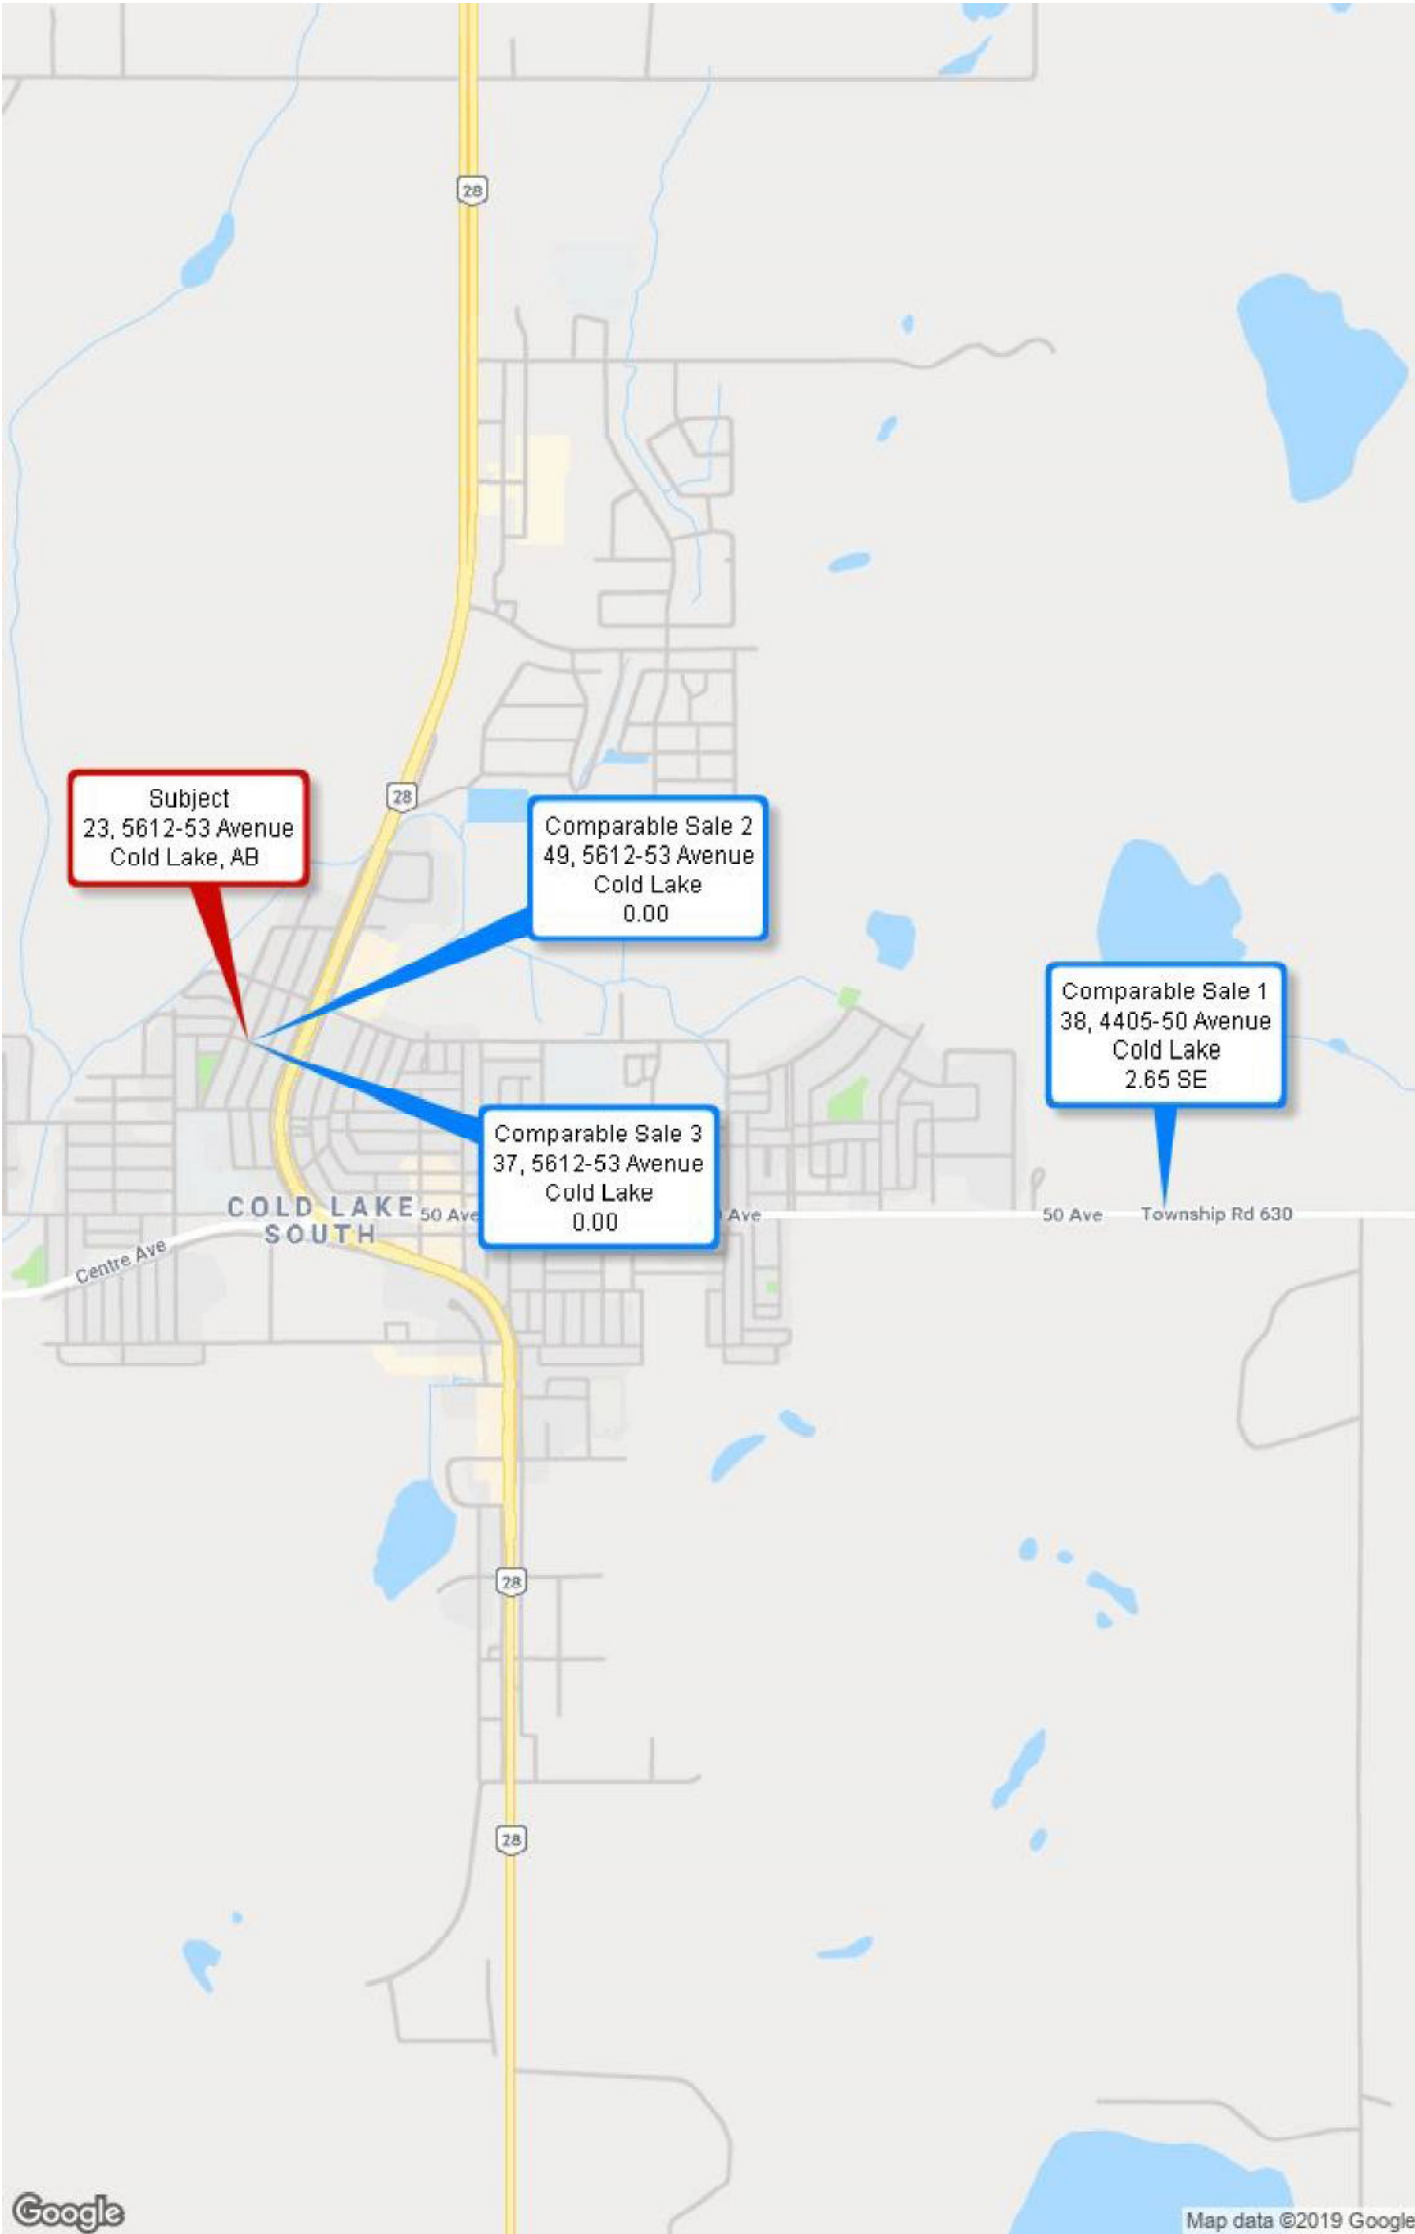 28
28
Subject
23, 5612-53 Avenue
Cold Lake, AB
Comparable Sale 2
49, 5612-53 Avenue
Cold Lake
0.00
Comparable Sale 1
38, 4405-50 Avenue
Cold Lake
2.65 SE
Comparable Sale 3
37, 5612-53 Avenue
Cold Lake
0.00
COLD LAKE
SOUTH
50 Ave
Ave
50 Ave
Township Rd 630
Centre Ave
28
28
Google
Map data ©2019 Google